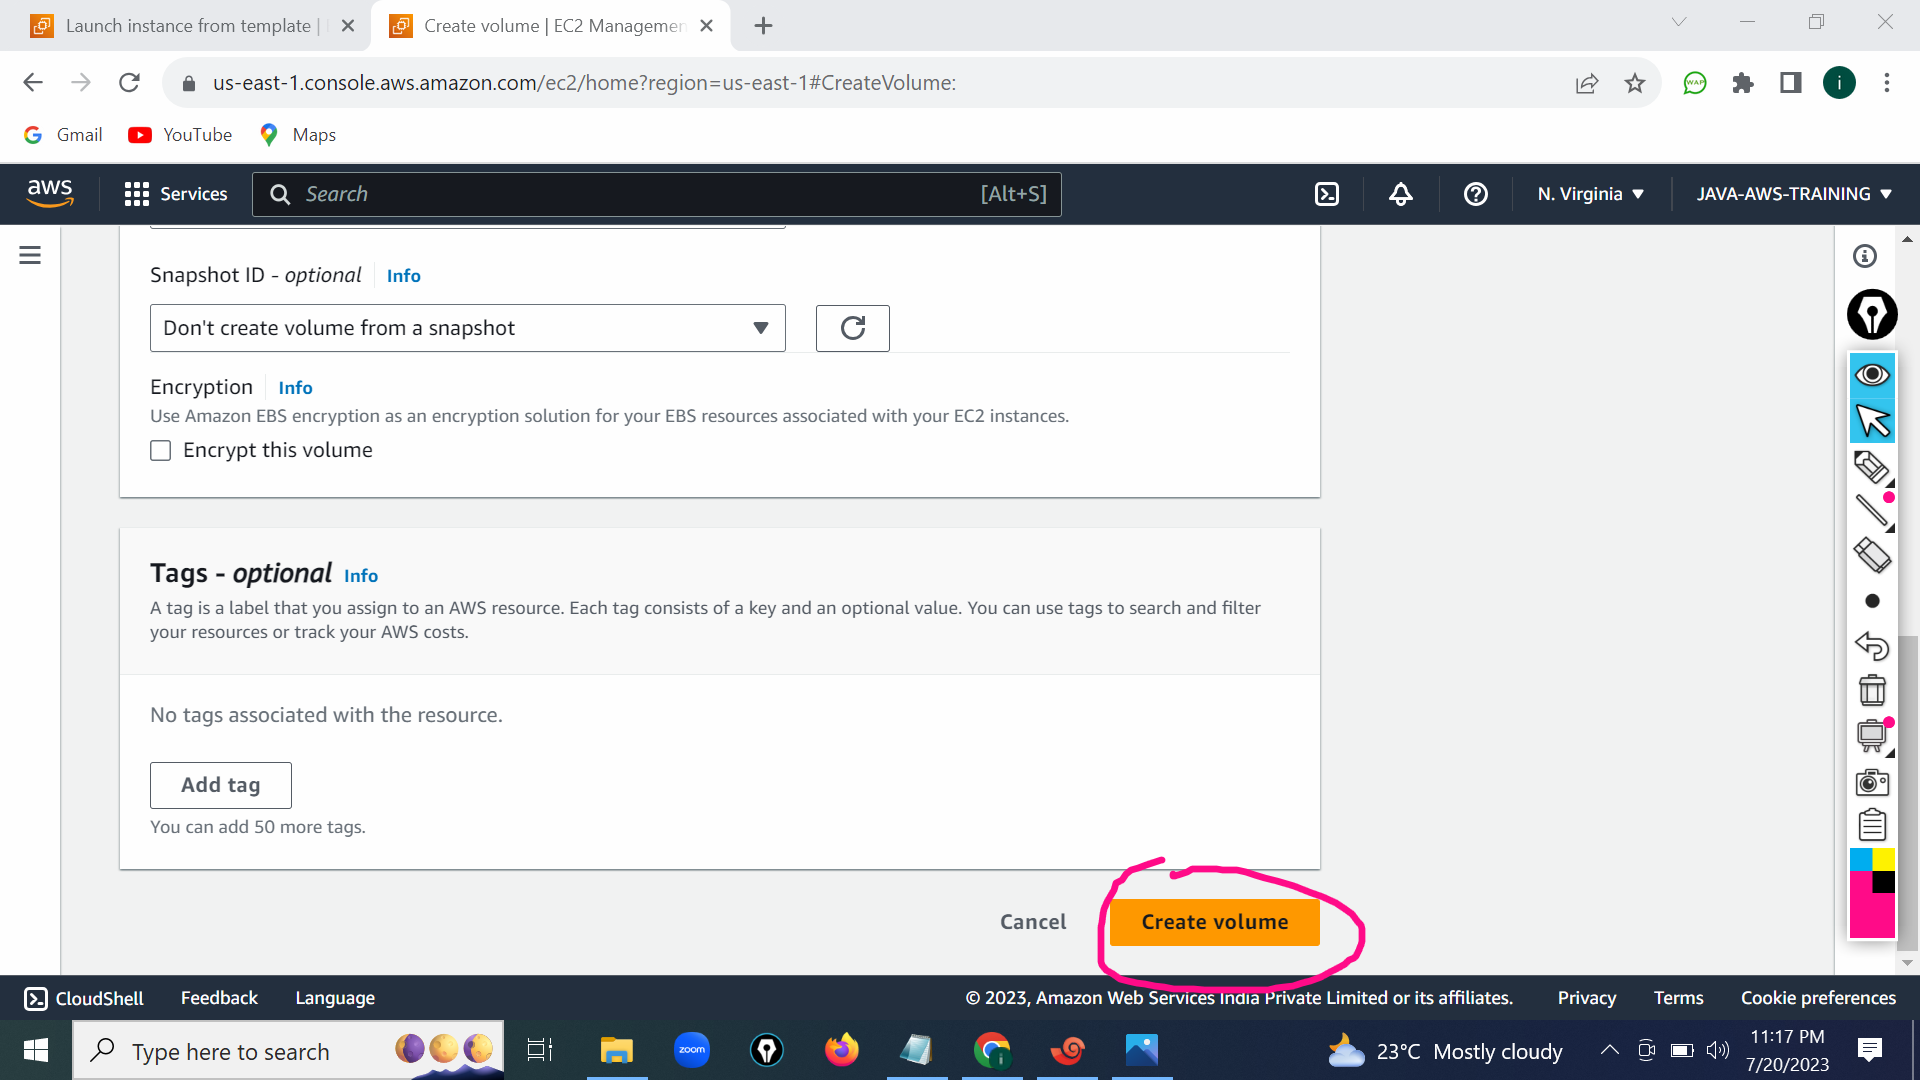 Launch instance from template |
Create volume | EC2 Managemen
us-east-1.console.aws.amazon.com/ec2/home?region=us-east-1#CreateVolume:
WAP
i
Gmail
YouTube
Maps
aws
Services
Search
[Alt+S]
N. Virginia
JAVA-AWS-TRAINING
Snapshot ID - optional
Info
Don't create volume from a snapshot
Encryption
Info
Use Amazon EBS encryption as an encryption solution for your EBS resources associated with your EC2 instances.
Encrypt this volume
Tags - optional
Info
A tag is a label that you assign to an AWS resource. Each tag consists of a key and an optional value. You can use tags to search and filter
your resources or track your AWS costs.
No tags associated with the resource.
Add tag
You can add 50 more tags.
Cancel
Create volume
CloudShell
Feedback
Language
© 2023, Amazon Web Services India Private Limited or its affiliates.
Privacy
Terms
Cookie preferences
Type here to search
zoom
i
23°C Mostly cloudy
11:17 PM
7/20/2023